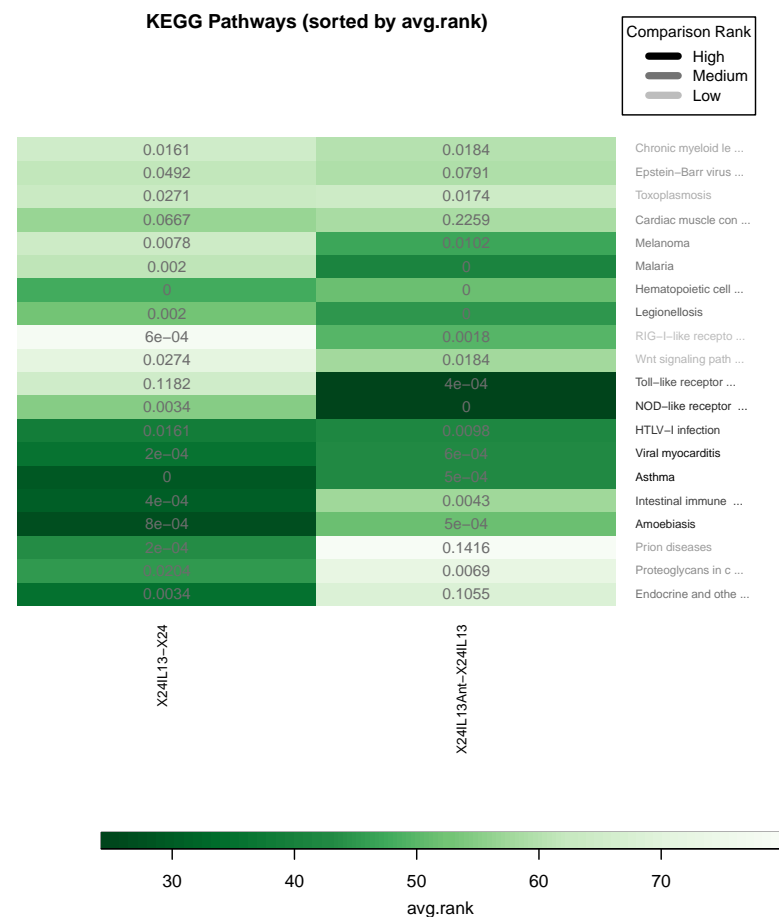 KEGG Pathways (sorted by avg.rank)
Comparison Rank
High
Medium
Low
0.0161 0.0184 Chronic myeloid le ...
0.0492 0.0791 Epstein−Barr virus ...
0.0271 0.0174 Toxoplasmosis
0.0667 0.2259 Cardiac muscle con ...
0.0078 0.0102 Melanoma
0.002 0 Malaria
0 0 Hematopoietic cell ...
0.002 Legionellosis
6e−04 0.0018 RIG−I−like recepto ...
0.0274 0.0184 Wnt signaling path ...
0.1182 4e−04 Toll−like receptor ...
0.0034 0 NOD−like receptor ...
0.0161 0.0098 HTLV−I infection
2e−04 6e−04 Viral myocarditis
0 5e−04 Asthma
4e−04 0.0043 Intestinal immune ...
8e−04 5e−04 Amoebiasis
2e−04 0.1416 Prion diseases
0.0069 Proteoglycans in c ...
0.0034 0.1055 Endocrine and othe ...
X24IL13−X24
X24IL13Ant−X24IL13
30 40 50 60 70
avg.rank